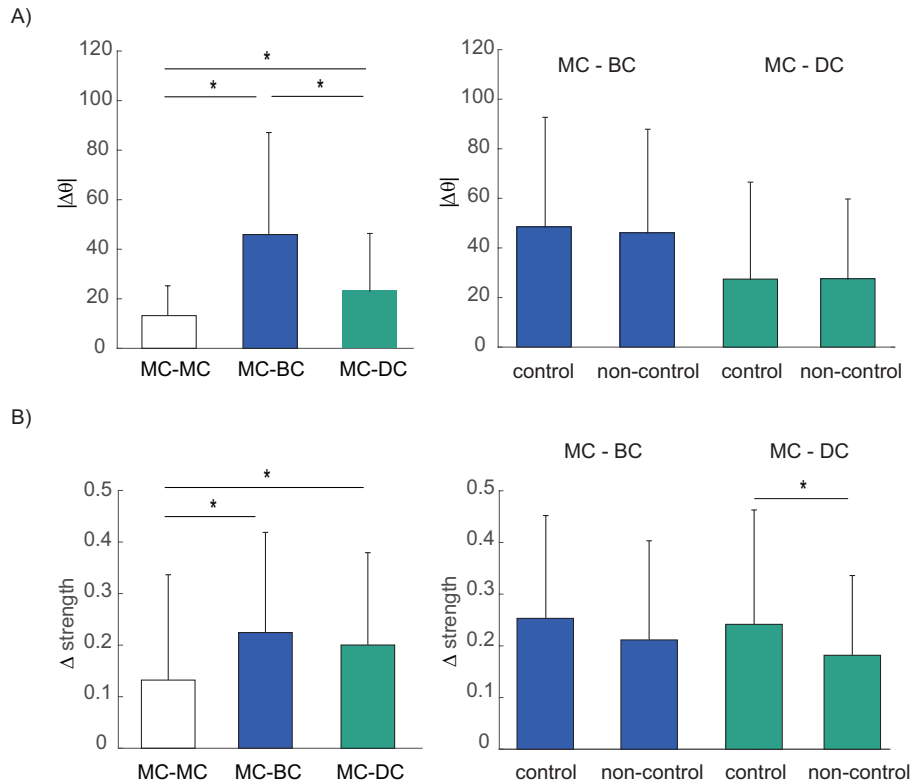 A)
120
100
80
60
40
20
0
|Δθ|
*
*
*
MC-MC MC-BC MC-DC
MC - BC MC - DC
120
100
80
60
40
20
0
|Δθ|
control non-control control non-control
B)
0.5
0.4
0.3
0.2
0.1
0
Δ strength
*
*
MC-MC MC-BC MC-DC
MC - BC MC - DC
0.5
0.4
0.3
0.2
0.1
0
Δ strength
*
control non-control control non-control